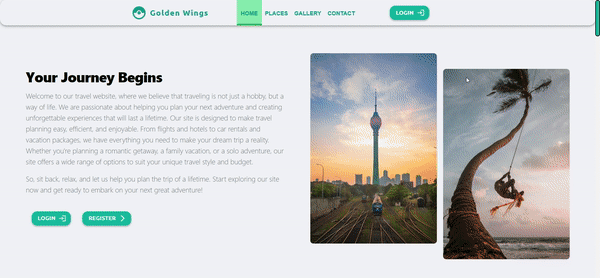 Golden Wings
HOME PLACES GALLERY CONTACT
LOGIN
Your Journey Begins
Welcome to our travel website, where we believe that traveling is not just a hobby, but a
way of life. We are passionate about helping you plan your next adventure and creating
unforgettable experiences that will last a lifetime. Our site is designed to make travel
planning easy, efficient, and enjoyable. From flights and hotels to car rentals and
vacation packages, we have everything you need to make your dream trip a reality.
Whether you're planning a romantic getaway, a family vacation, or a solo adventure, our
site offers a wide range of options to suit your unique travel style and budget.
So, sit back, relax, and let us help you plan the trip of a lifetime. Start exploring our site
now and get ready to embark on your next great adventure!
LOGIN
REGISTER